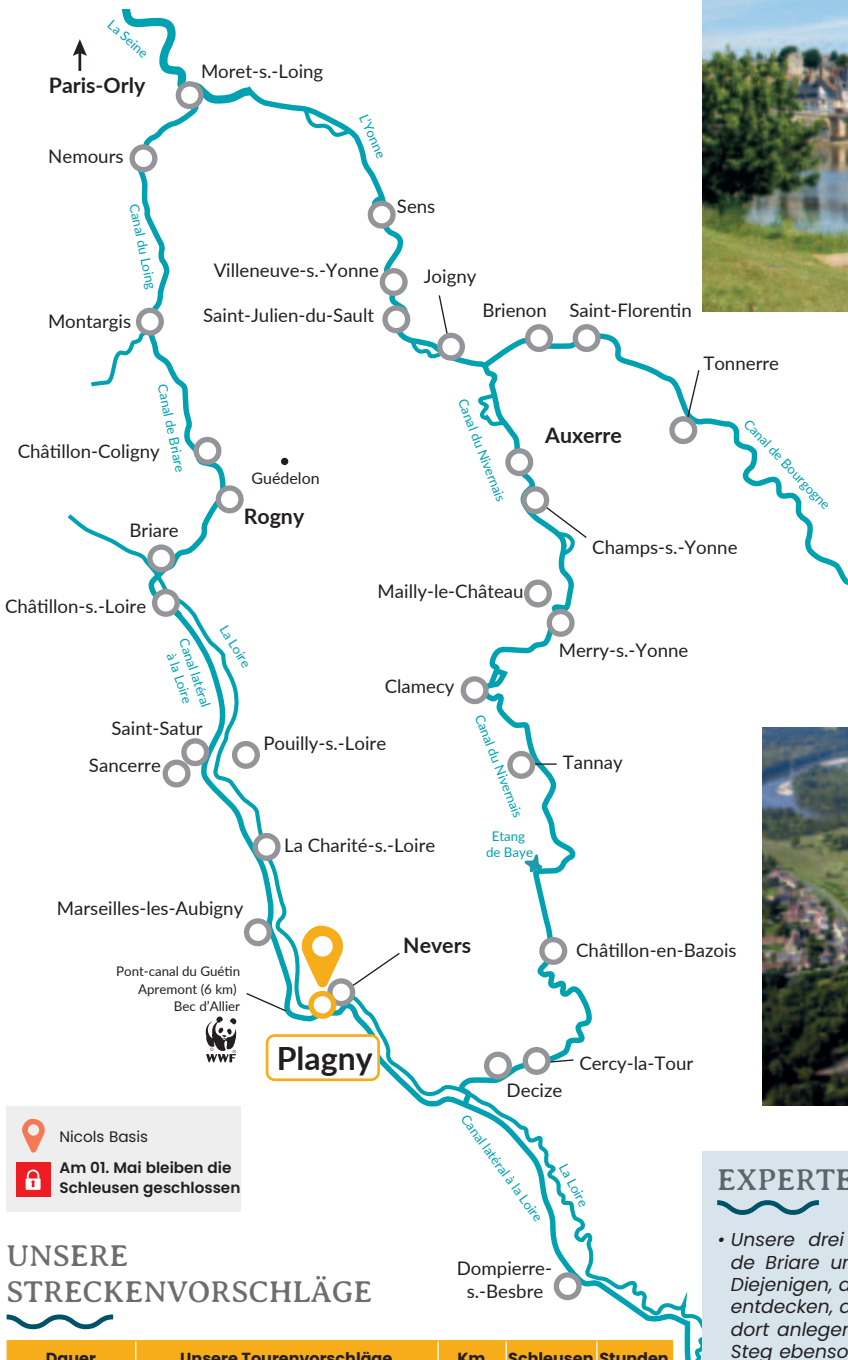 La Seine
Paris-Orly
Moret-s.-Loing
L'Yonne
Nemours
Canal du Loing
Sens
Villeneuve-s.-Yonne
Joigny
Montargis
Saint-Julien-du-Sault
Brienon
Saint-Florentin
Tonnerre
Canal de Briare
Canal du Nivernais
Auxerre
Canal de Bourgogne
Châtillon-Coligny
Guédelon
Rogny
Briare
Champs-s.-Yonne
Châtillon-s.-Loire
Mailly-le-Château
La Loire
Canal latéral
à la Loire
Merry-s.-Yonne
Clamecy
Saint-Satur
Sancerre
Pouilly-s.-Loire
Canal du Nivernais
Tannay
Etang
de Baye
La Charité-s.-Loire
Marseilles-les-Aubigny
Nevers
Châtillon-en-Bazois
Pont-canal du Guétin
Apremont (6 km)
Bec d'Allier
WWF
Plagny
Cercy-la-Tour
Decize
Canal latéral à la Loire
La Loire
Dompierre-
s.-Besbre
Nicols Basis
Am 01. Mai bleiben die
Schleusen geschlossen
UNSERE
STRECKENVORSCHLÄGE
Dauer Unsere Tourenvorschläge Km Schleusen Stunden
EXPERTE
• Unsere drei
de Briare un
Diejenigen, d
entdecken, d
dort anlegen
Steg ebenso